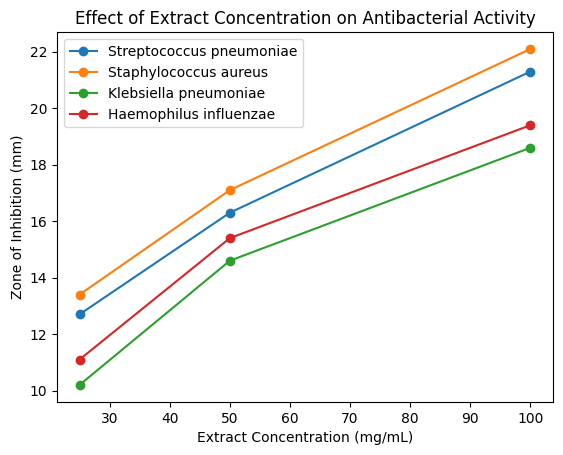 Effect of Extract Concentration on Antibacterial Activity
Streptococcus pneumoniae
Staphylococcus aureus
Klebsiella pneumoniae
Haemophilus influenzae
Zone of Inhibition (mm)
22
20
18
16
14
12
10
30 40 50 60 70 80 90 100
Extract Concentration (mg/mL)